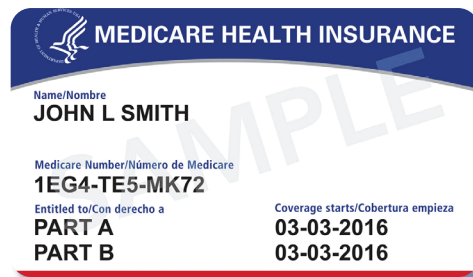 MEDICARE HEALTH INSURANCE
Name/Nombre
JOHN L SMITH
Medicare Number/Número de Medicare
1EG4-TE5-MK72
Entitled to/Con derecho a
Coverage starts/Cobertura empieza
PART A
03-03-2016
PART B
03-03-2016
SAMPLE